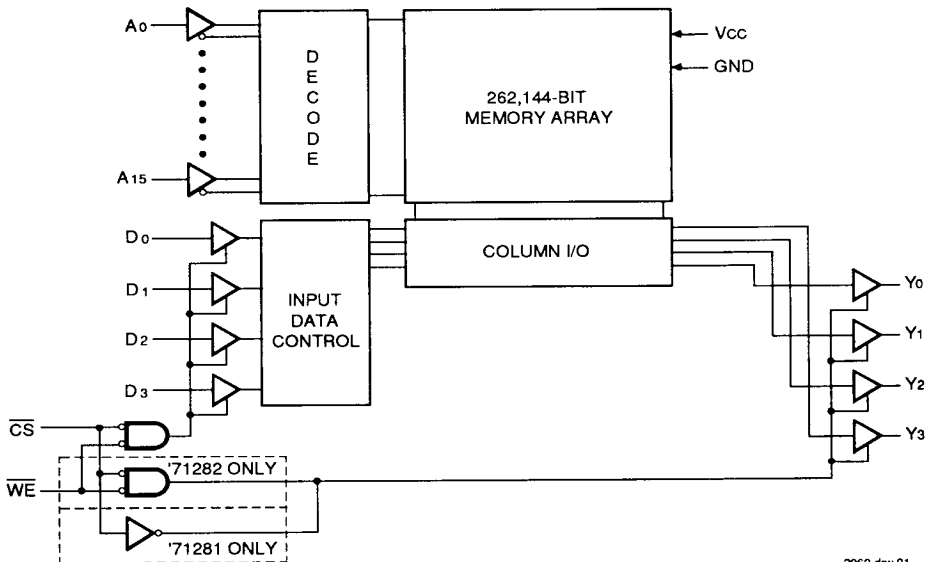 A0
A15
D
E
C
O
D
E
262,144-BIT
MEMORY ARRAY
VCC
GND
D0
D1
D2
D3
INPUT
DATA
CONTROL
COLUMN I/O
Y0
Y1
Y2
Y3
CS
WE
'71282 ONLY
'71281 ONLY